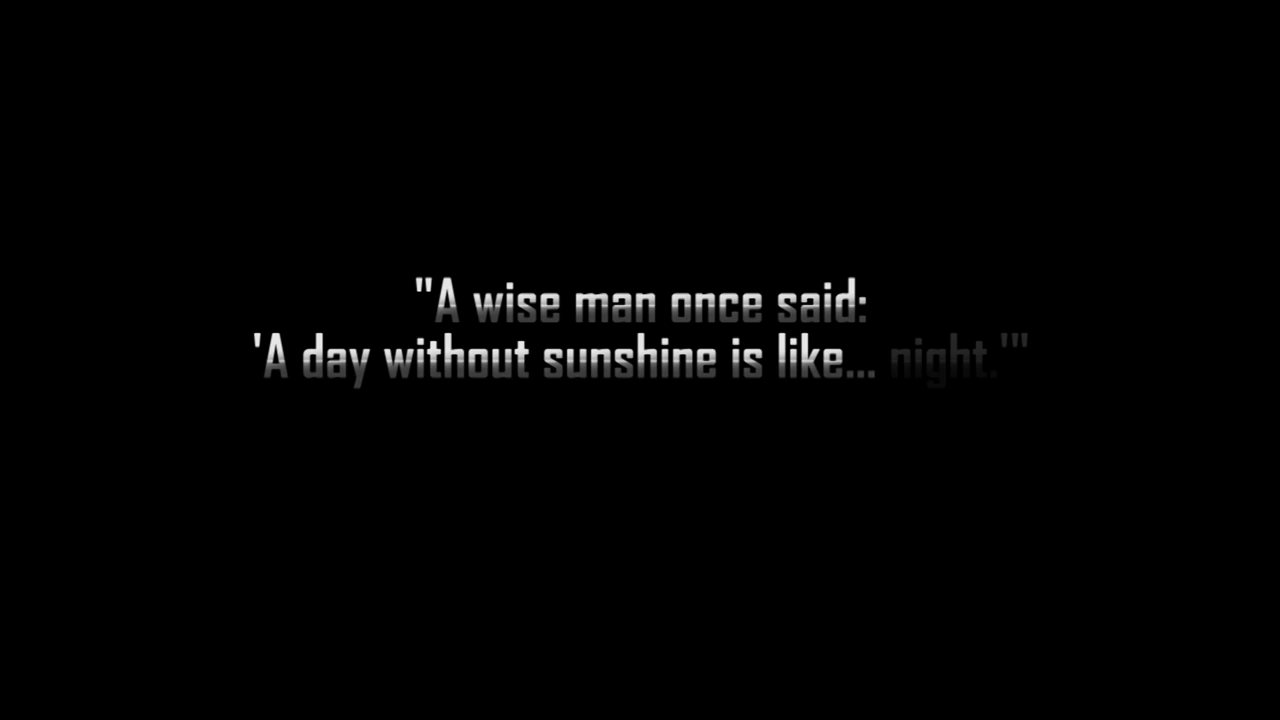 "A wise man once said:
'A day without sunshine is like... night.'"